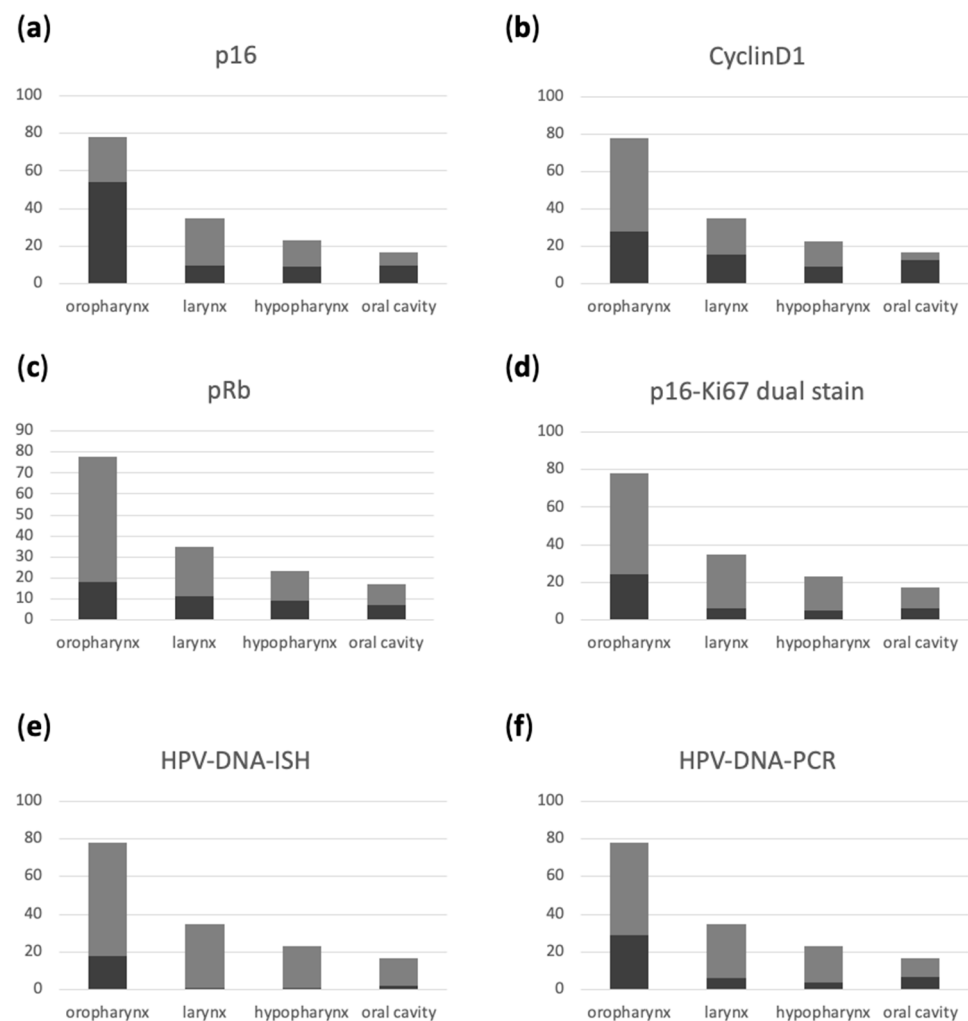 (a)
p16
100
80
60
40
20
0
oropharynx larynx hypopharynx oral cavity
(b)
CyclinD1
100
80
60
40
20
0
oropharynx larynx hypopharynx oral cavity
(c)
pRb
90
80
70
60
50
40
30
20
10
0
oropharynx larynx hypopharynx oral cavity
(d)
p16-Ki67 dual stain
100
80
60
40
20
0
oropharynx larynx hypopharynx oral cavity
(e)
HPV-DNA-ISH
100
80
60
40
20
0
oropharynx larynx hypopharynx oral cavity
(f)
HPV-DNA-PCR
100
80
60
40
20
0
oropharynx larynx hypopharynx oral cavity